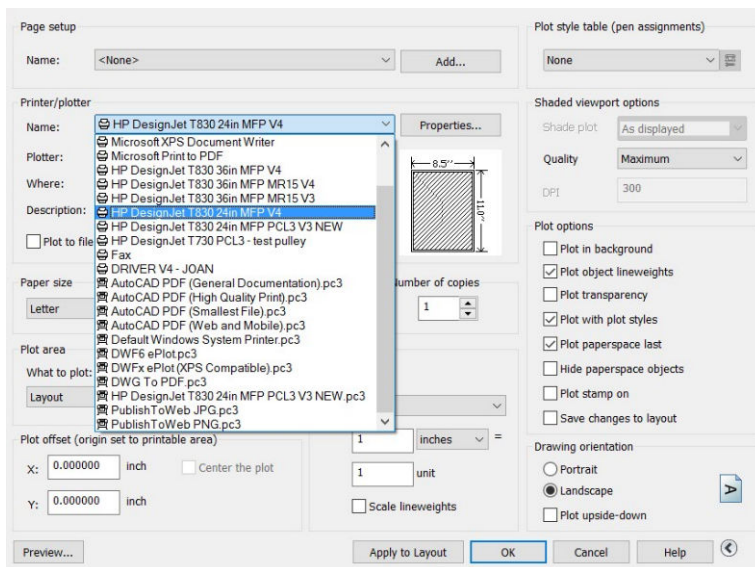 Page setup
Name: <None> Add...
Printer/plotter
Name: HP DesignJet T830 24in MFP V4 Properties...
Microsoft XPS Document Writer
Microsoft Print to PDF
HP DesignJet T830 36in MFP V4
HP DesignJet T830 36in MFP MR15 V4
HP DesignJet T830 36in MFP MR15 V3
HP DesignJet T830 24in MFP V4
HP DesignJet T830 24in MFP PCL3 V3 NEW
HP DesignJet T730 PCL3 - test pulley
Fax
DRIVER V4 - JOAN
AutoCAD PDF (General Documentation).pc3
AutoCAD PDF (High Quality Print).pc3
AutoCAD PDF (Smallest File).pc3
AutoCAD PDF (Web and Mobile).pc3
Default Windows System Printer.pc3
DWF6 ePlot.pc3
DWFx ePlot (XPS Compatible).pc3
DWG To PDF.pc3
HP DesignJet T830 24in MFP PCL3 V3 NEW.pc3
PublishToWeb JPG.pc3
PublishToWeb PNG.pc3
Plotter:
Where:
Description:
Plot to file
8.5"
11.0"
Paper size
Letter
Number of copies
1
Plot area
What to plot:
Layout
Plot offset (origin set to printable area)
X: 0.000000 inch Center the plot
Y: 0.000000 inch
1 inches =
1 unit
Scale lineweights
Plot style table (pen assignments)
None
Shaded viewport options
Shade plot As displayed
Quality Maximum
DPI 300
Plot options
Plot in background
Plot object lineweights
Plot transparency
Plot with plot styles
Plot paperspace last
Hide paperspace objects
Plot stamp on
Save changes to layout
Drawing orientation
Portrait
Landscape
A
Plot upside-down
Preview... Apply to Layout OK Cancel Help